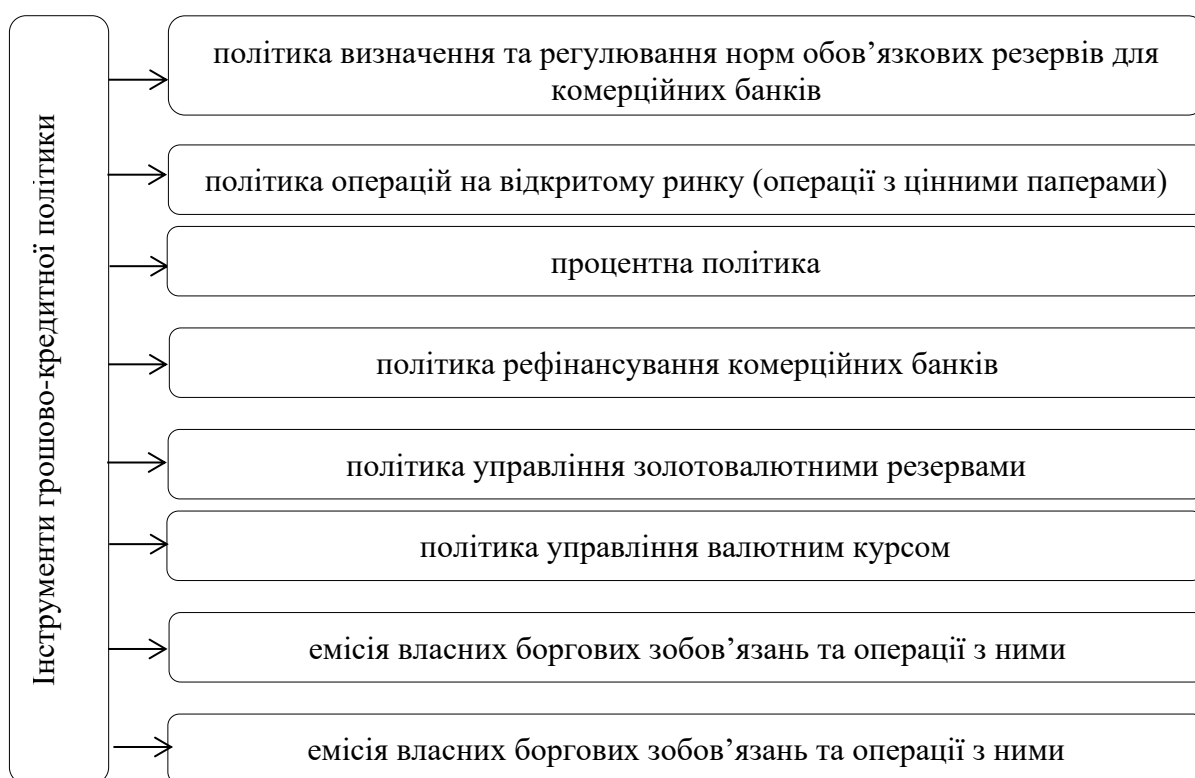 Інструменти грошово-кредитної політики
політика визначення та регулювання норм обов’язкових резервів для
комерційних банків
політика операцій на відкритому ринку (операції з цінними паперами)
процентна політика
політика рефінансування комерційних банків
політика управління золотовалютними резервами
політика управління валютним курсом
емісія власних боргових зобов’язань та операції з ними
емісія власних боргових зобов’язань та операції з ними